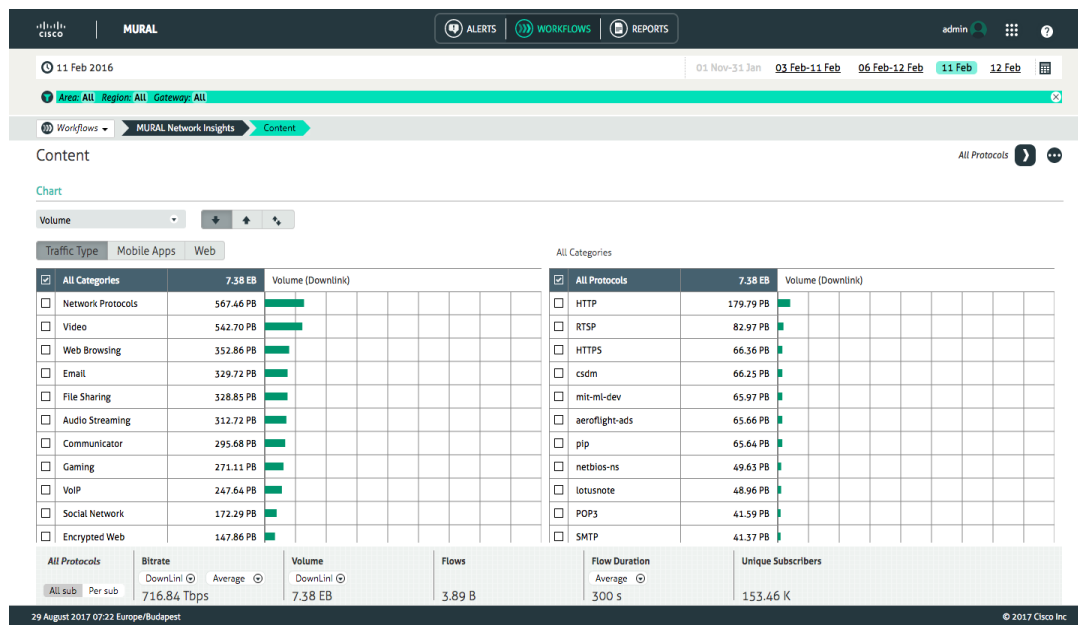 CISCO MURAL ALERTS WORKFLOWS REPORTS admin ?
11 Feb 2016 01 Nov-31 Jan 03 Feb-11 Feb 06 Feb-12 Feb 11 Feb 12 Feb
Area: All Region: All Gateway: All
Workflows MURAL Network Insights Content
Content All Protocols
Chart
Volume
Traffic Type Mobile Apps Web All Categories
All Categories 7.38 EB Volume (Downlink) All Protocols 7.38 EB Volume (Downlink)
Network Protocols 567.46 PB HTTP 179.79 PB
Video 542.70 PB RTSP 82.97 PB
Web Browsing 352.86 PB HTTPS 66.36 PB
Email 329.72 PB csdm 66.25 PB
File Sharing 328.85 PB mit-ml-dev 65.97 PB
Audio Streaming 312.72 PB aeroflight-ads 65.66 PB
Communicator 295.68 PB pip 65.64 PB
Gaming 271.11 PB netbios-ns 49.63 PB
VoIP 247.64 PB lotusnote 48.96 PB
Social Network 172.29 PB POP3 41.59 PB
Encrypted Web 147.86 PB SMTP 41.37 PB
All Protocols Bitrate Volume Flows Flow Duration Unique Subscribers
DownLinl Average DownLinl Average
All sub Per sub 716.84 Tbps 7.38 EB 3.89 B 300 s 153.46 K
29 August 2017 07:22 Europe/Budapest © 2017 Cisco Inc